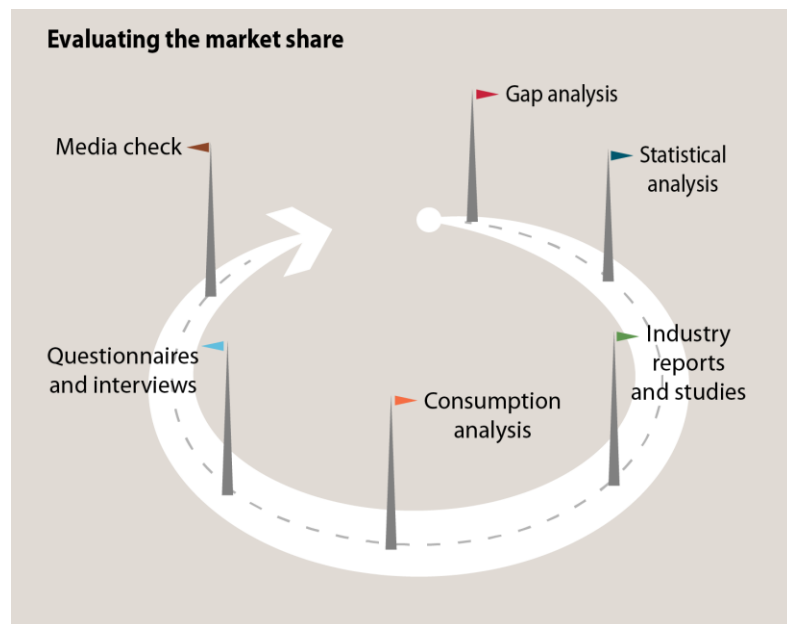 Evaluating the market share
Gap analysis
Statistical
analysis
Industry
reports
and studies
Consumption
analysis
Questionnaires
and interviews
Media check